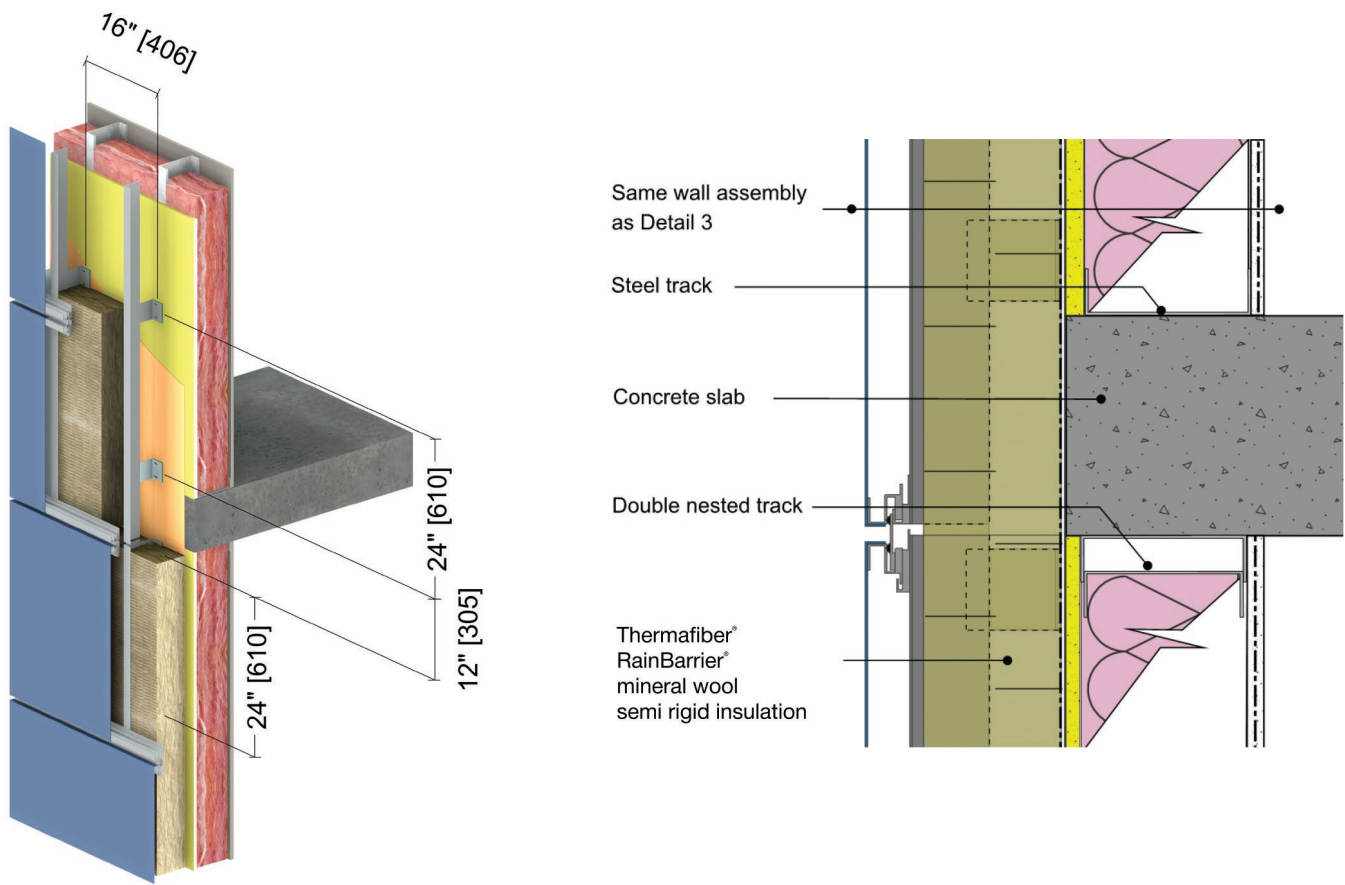 16" [406]
24" [610]
12" [305]
24" [610]
Same wall assembly
as Detail 3
Steel track
Concrete slab
Double nested track
Thermafiber®
RainBarrier®
mineral wool
semi rigid insulation